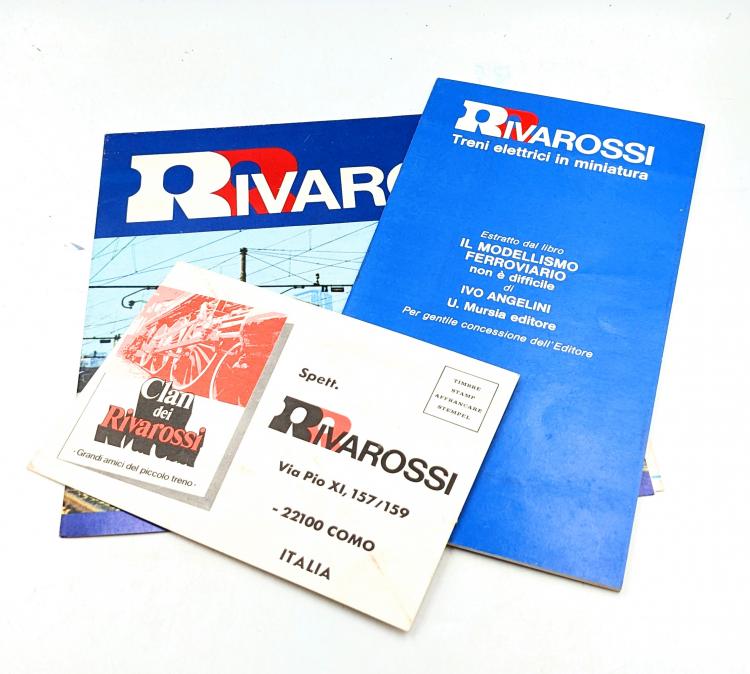 RIVARO
RIVAROSSI
Treni elettrici in miniatura
Estratto dal libro
IL MODELLISMO
FERROVIARIO
non è difficile
di
IVO ANGELINI
U. Mursia editore
Per gentile concessione dell'Editore
Clan
dei
Rivarossi
- Grandi amici del piccolo treno -
Spett.
RIVAROSSI
Via Pio XI, 157/159
- 22100 COMO
ITALIA
TIMBRE
STAMP
AFFRANCARE
STEMPEL